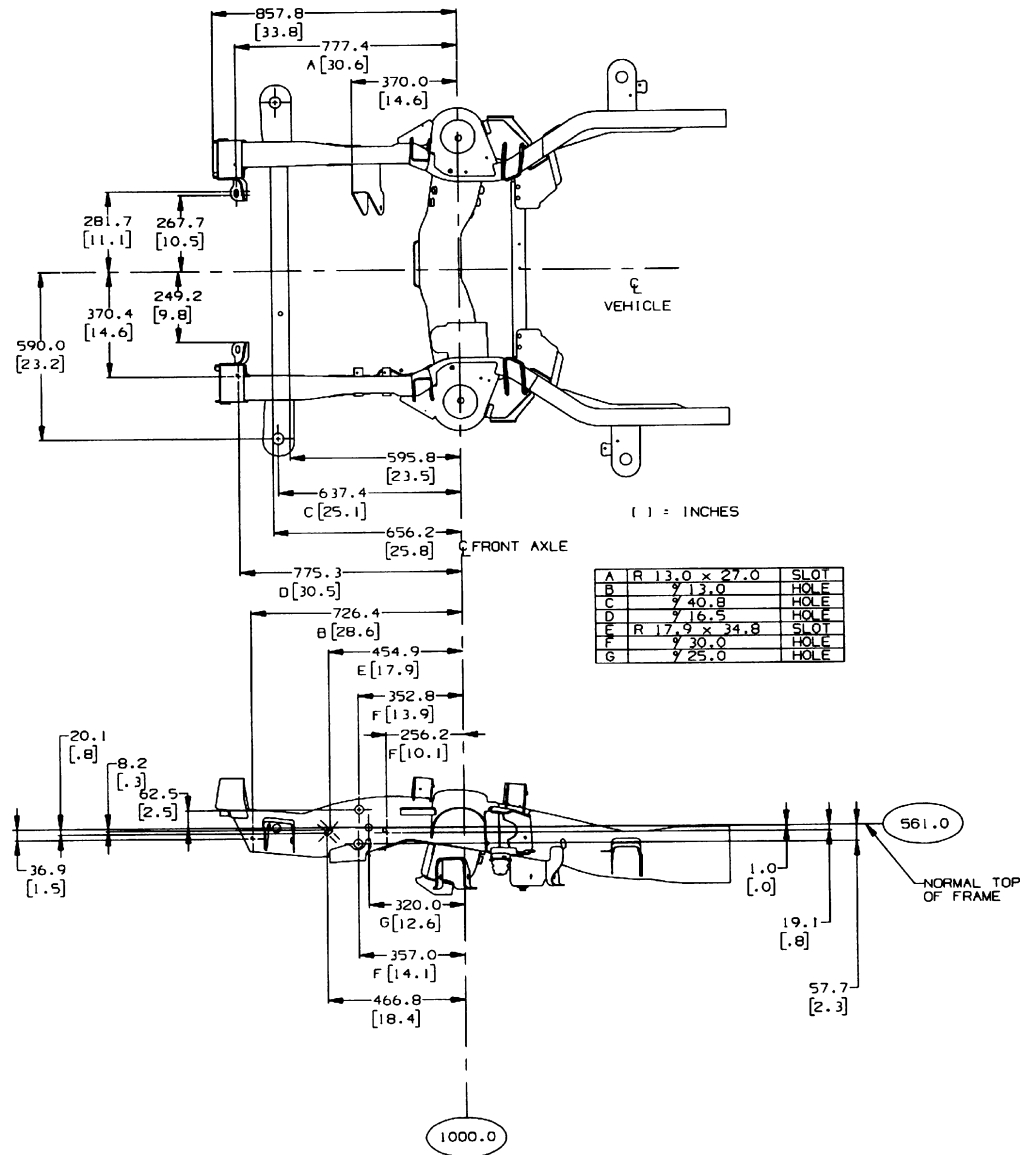 857.8
[33.8]
777.4
A [30.6]
370.0
[14.6]
281.7
[11.1]
267.7
[10.5]
249.2
[9.8]
370.4
[14.6]
590.0
[23.2]
℄
VEHICLE
595.8
[23.5]
637.4
C [25.1]
656.2
[25.8]
℄ FRONT AXLE
[ ] = INCHES
775.3
D [30.5]
726.4
B [28.6]
454.9
E [17.9]
352.8
F [13.9]
256.2
F [10.1]
A R 13.0 x 27.0 SLOT
B ⌀ 13.0 HOLE
C ⌀ 40.8 HOLE
D ⌀ 16.5 HOLE
E R 17.9 x 34.8 SLOT
F ⌀ 30.0 HOLE
G ⌀ 25.0 HOLE
20.1
[.8]
8.2
[.3]
62.5
[2.5]
36.9
[1.5]
561.0
NORMAL TOP
OF FRAME
1.0
[.0]
19.1
[.8]
57.7
[2.3]
320.0
G [12.6]
357.0
F [14.1]
466.8
[18.4]
1000.0